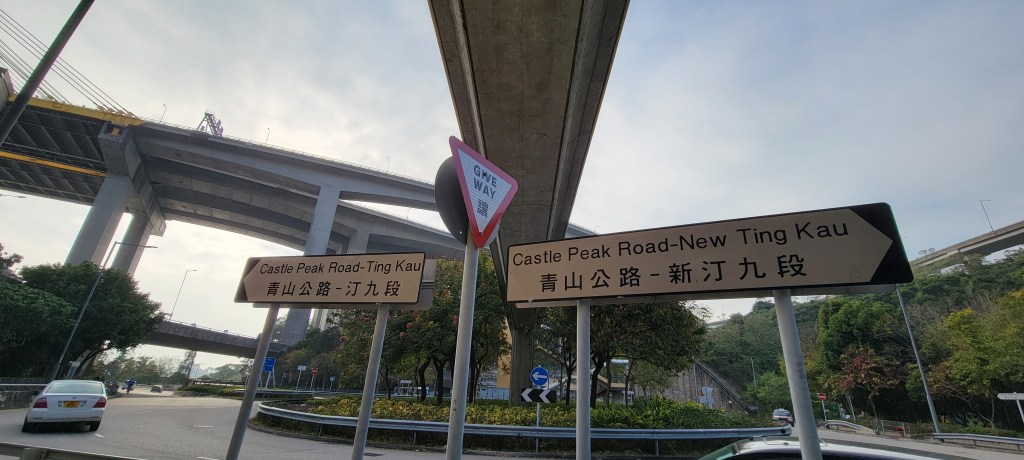 Castle Peak Road-Ting Kau
青山公路-汀九段
GIVE
WAY
讓
Castle Peak Road-New Ting Kau
青山公路-新汀九段